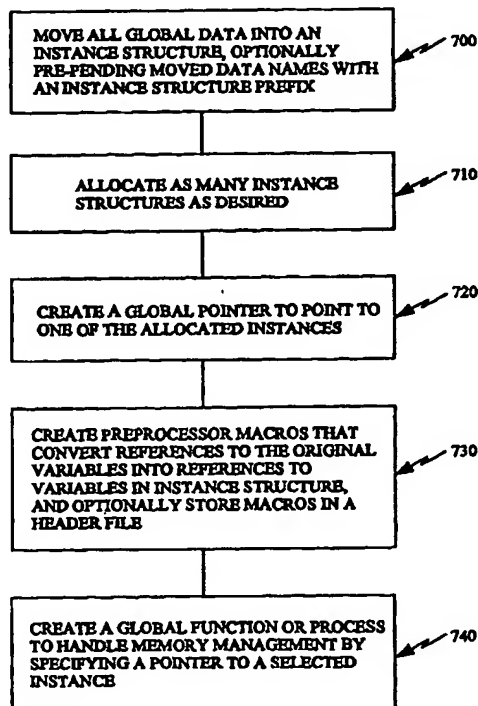 MOVE ALL GLOBAL DATA INTO AN
INSTANCE STRUCTURE, OPTIONALLY
PRE-PENDING MOVED DATA NAMES WITH
AN INSTANCE STRUCTURE PREFIX
700
ALLOCATE AS MANY INSTANCE
STRUCTURES AS DESIRED
710
CREATE A GLOBAL POINTER TO POINT TO
ONE OF THE ALLOCATED INSTANCES
720
CREATE PREPROCESSOR MACROS THAT
CONVERT REFERENCES TO THE ORIGINAL
VARIABLES INTO REFERENCES TO
VARIABLES IN INSTANCE STRUCTURE,
AND OPTIONALLY STORE MACROS IN A
HEADER FILE
730
CREATE A GLOBAL FUNCTION OR PROCESS
TO HANDLE MEMORY MANAGEMENT BY
SPECIFYING A POINTER TO A SELECTED
INSTANCE
740